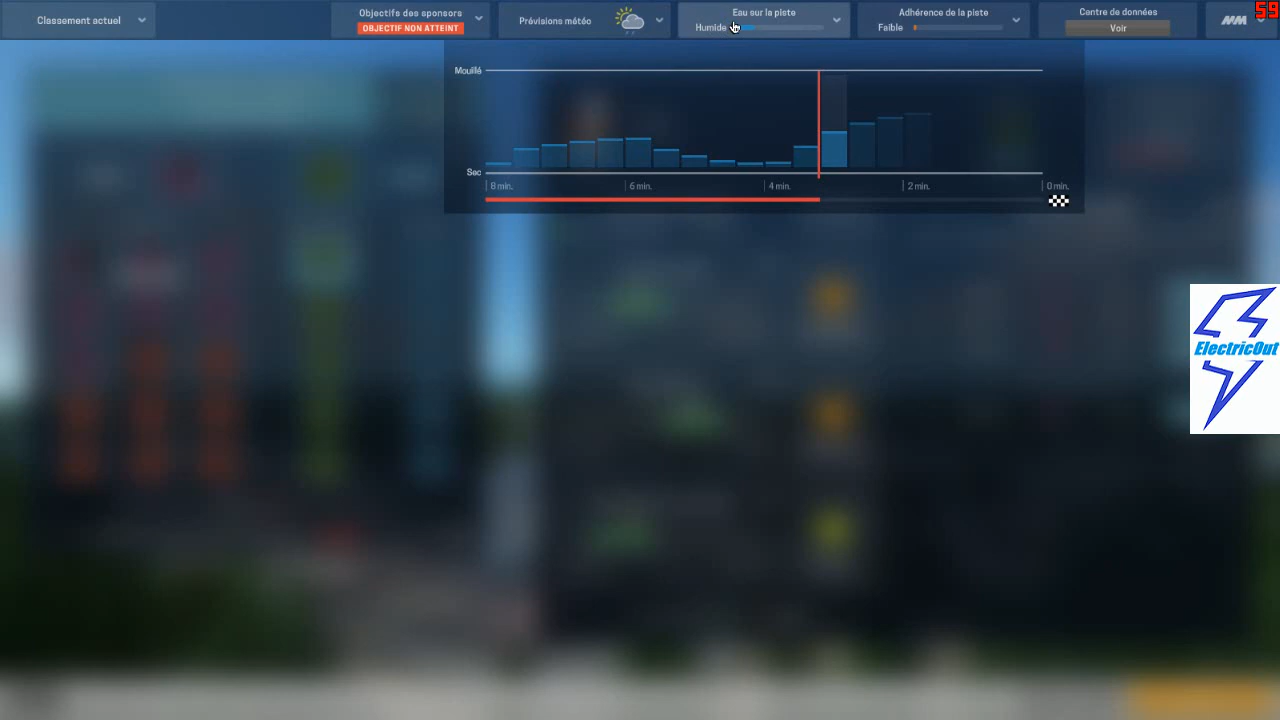 Classement actuel
Objectifs des sponsors
OBJECTIF NON ATTEINT
Prévisions météo
Eau sur la piste
Humide
Adhérence de la piste
Faible
Centre de données
Voir
59
Mouillé
Sec
8 min.
6 min.
4 min.
2 min.
0 min.
ElectricOut